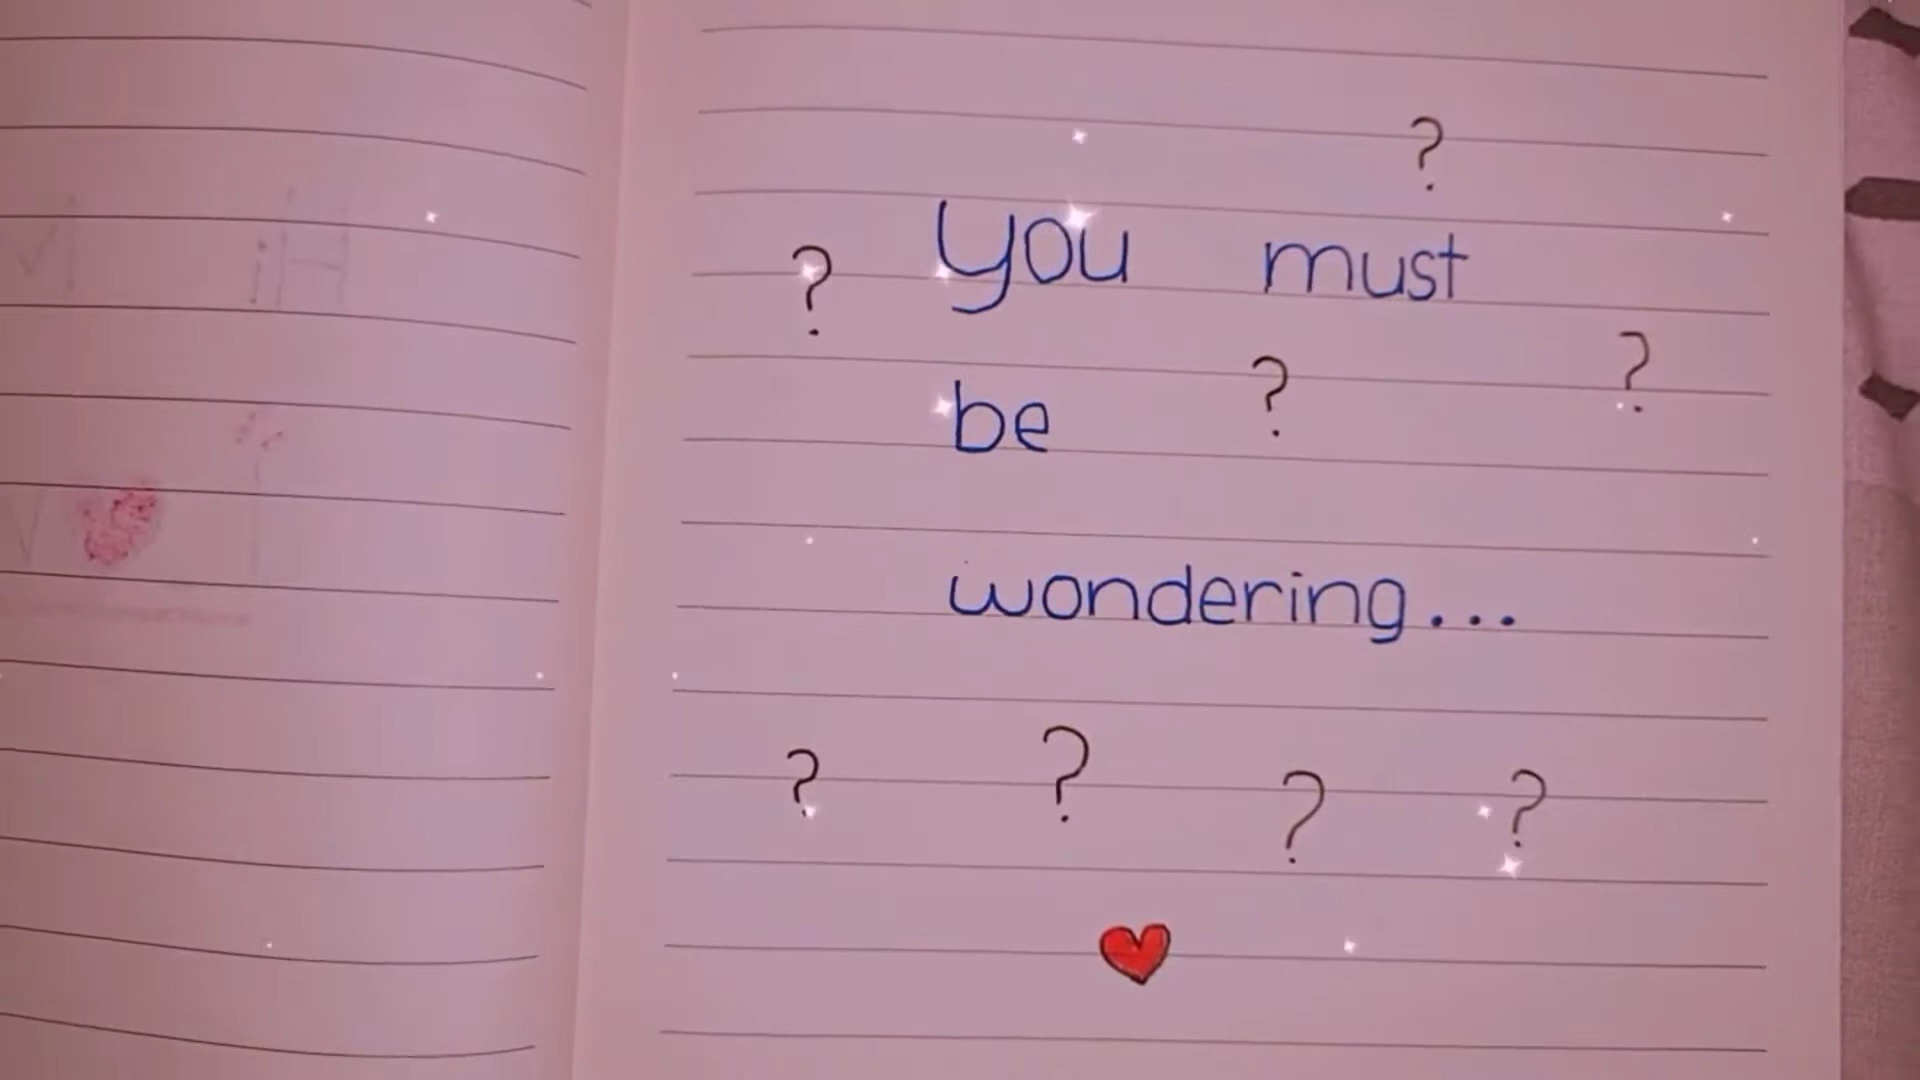 ?
? you must
be ? ?
wondering...
? ? ? ?